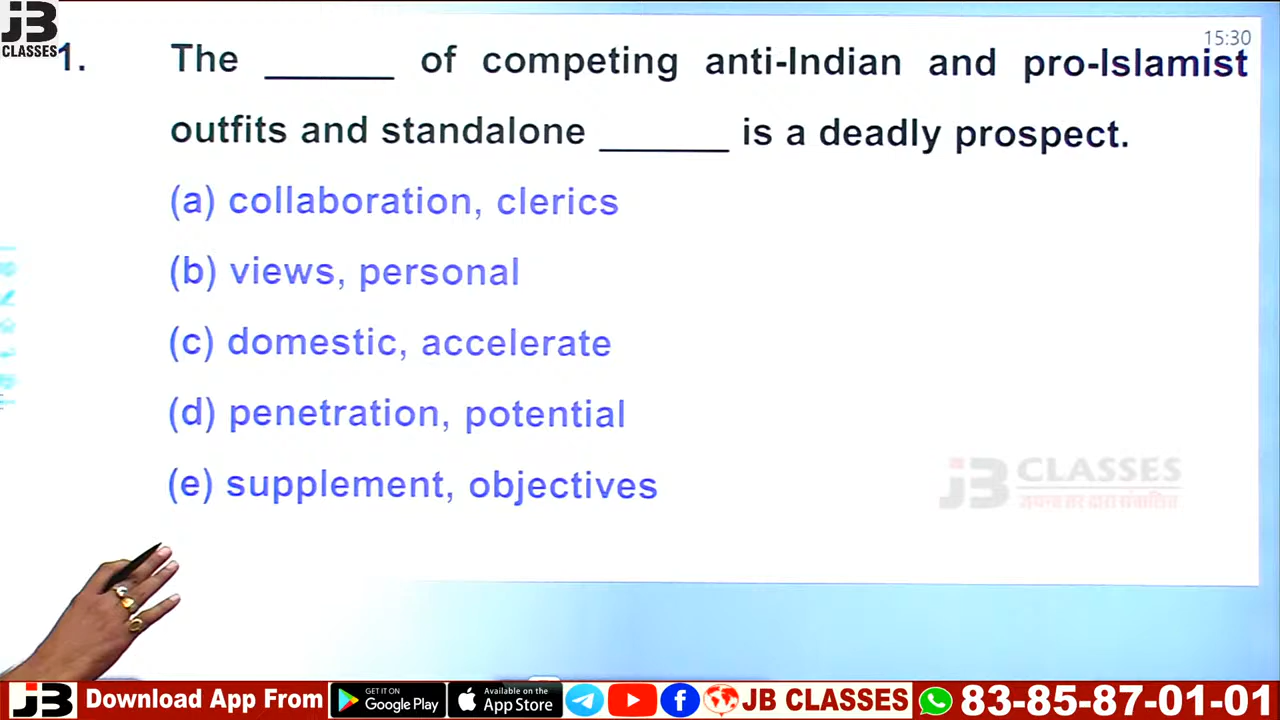 JB
CLASSES
15:30
1. The ______ of competing anti-Indian and pro-Islamist
outfits and standalone ______ is a deadly prospect.
(a) collaboration, clerics
(b) views, personal
(c) domestic, accelerate
(d) penetration, potential
(e) supplement, objectives
JB CLASSES
JB Download App From GET IT ON Google Play Available on the App Store JB CLASSES 83-85-87-01-01